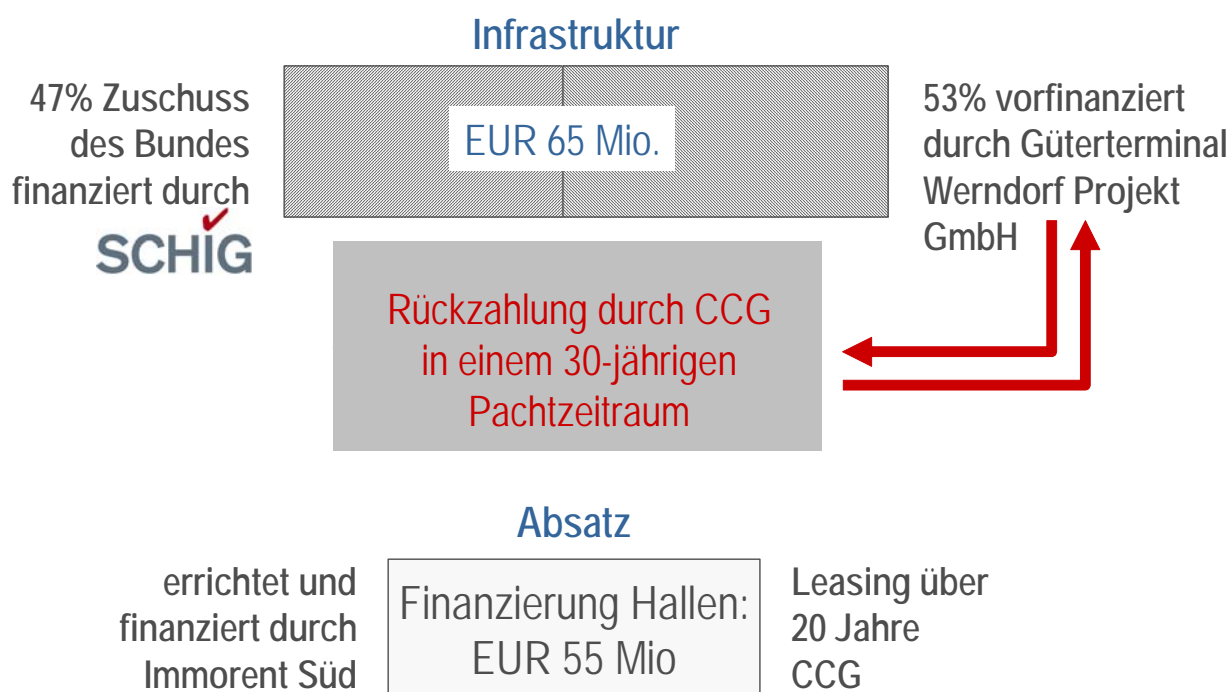 Infrastruktur
47% Zuschuss
des Bundes
finanziert durch
SCHIG
EUR 65 Mio.
53% vorfinanziert
durch Güterterminal
Werndorf Projekt
GmbH
Rückzahlung durch CCG
in einem 30-jährigen
Pachtzeitraum
Absatz
errichtet und
finanziert durch
Immorent Süd
Finanzierung Hallen:
EUR 55 Mio
Leasing über
20 Jahre
CCG